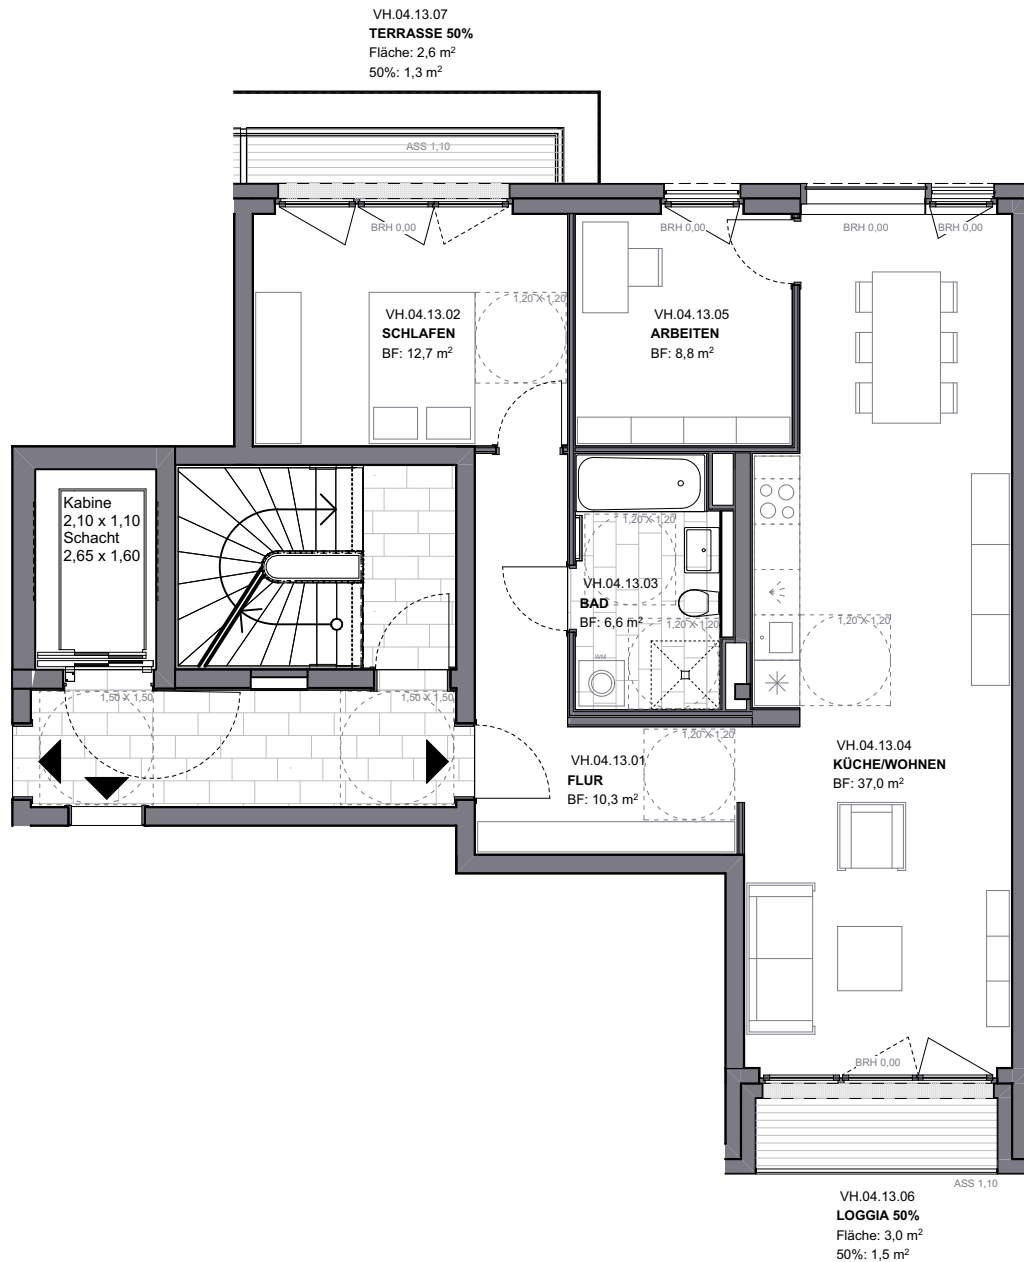 VH.04.13.07
TERRASSE 50%
Fläche: 2,6 m²
50%: 1,3 m²
ASS 1,10
BRH 0,00
BRH 0,00
BRH 0,00
BRH 0,00
1,20 X 1,20
VH.04.13.02
SCHLAFEN
BF: 12,7 m²
VH.04.13.05
ARBEITEN
BF: 8,8 m²
Kabine
2,10 x 1,10
Schacht
2,65 x 1,60
1,20 X 1,20
VH.04.13.03
BAD
BF: 6,6 m²
1,20 X 1,20
1,20 X 1,20
WM
1,50 X 1,50
1,50 X 1,50
1,20 X 1,20
VH.04.13.01
FLUR
BF: 10,3 m²
VH.04.13.04
KÜCHE/WOHNEN
BF: 37,0 m²
BRH 0,00
ASS 1,10
VH.04.13.06
LOGGIA 50%
Fläche: 3,0 m²
50%: 1,5 m²